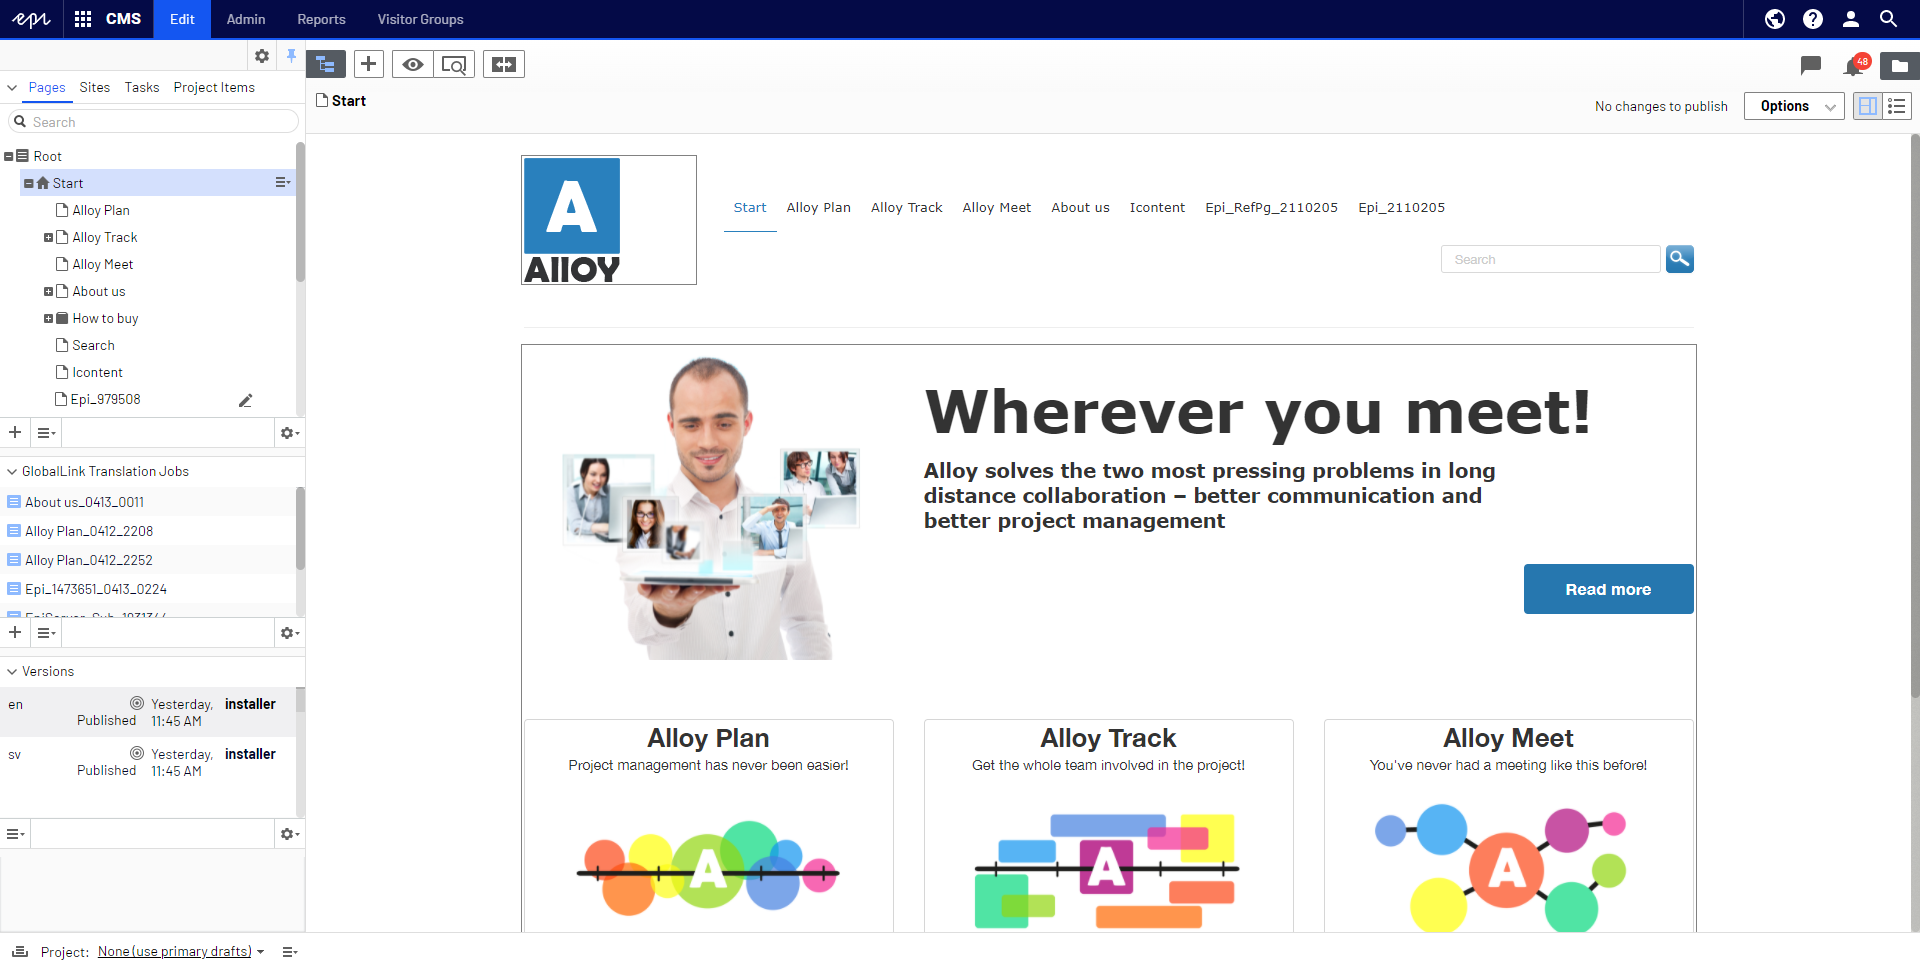 epi
CMS
Edit
Admin
Reports
Visitor Groups
48
Pages
Sites
Tasks
Project Items
Search
Start
No changes to publish
Options
Root
Start
Alloy Plan
Alloy Track
Alloy Meet
About us
How to buy
Search
Icontent
Epi_979508
GlobalLink Translation Jobs
About us_0413_0011
Alloy Plan_0412_2208
Alloy Plan_0412_2252
Epi_1473651_0413_0224
Versions
en
Published
Yesterday,
11:45 AM
installer
sv
Published
Yesterday,
11:45 AM
installer
Project: None (use primary drafts)
A
AllOY
Start
Alloy Plan
Alloy Track
Alloy Meet
About us
Icontent
Epi_RefPg_2110205
Epi_2110205
Search
Wherever you meet!
Alloy solves the two most pressing problems in long
distance collaboration – better communication and
better project management
Read more
Alloy Plan
Project management has never been easier!
A
Alloy Track
Get the whole team involved in the project!
A
Alloy Meet
You've never had a meeting like this before!
A